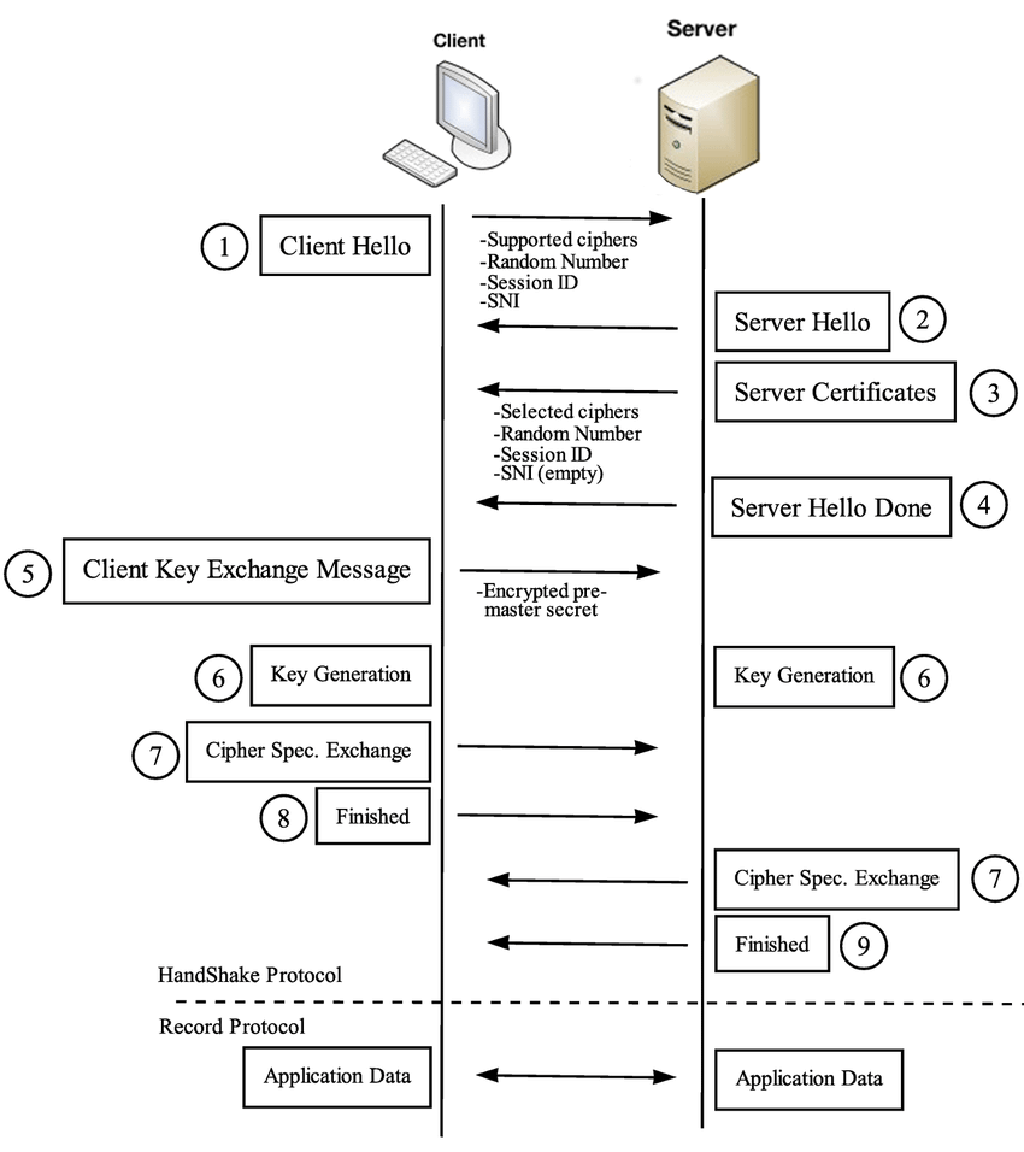 Client
Server
1
Client Hello
-Supported ciphers
-Random Number
-Session ID
-SNI
Server Hello
2
Server Certificates
3
-Selected ciphers
-Random Number
-Session ID
-SNI (empty)
Server Hello Done
4
5
Client Key Exchange Message
-Encrypted pre-
master secret
6
Key Generation
Key Generation
6
7
Cipher Spec. Exchange
8
Finished
Cipher Spec. Exchange
7
Finished
9
HandShake Protocol
Record Protocol
Application Data
Application Data